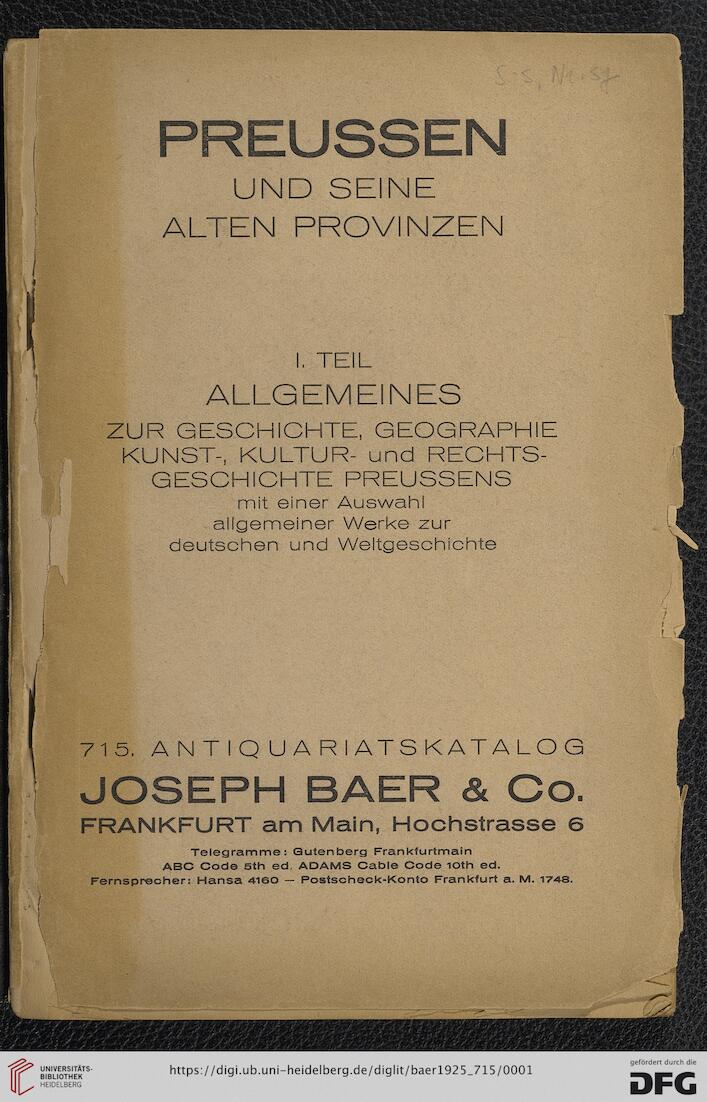 PREUSSEN
UND SEINE
ALTEN PROVINZEN
I. TEIL
ALLGEMEINES
ZUR GESCHICHTE, GEOGRAPHIE
KUNST-, KULTUR- und RECHTS-
GESCHICHTE PREUSSENS
mit einer Auswahl
allgemeiner Werke zur
deutschen und Weltgeschichte
715. ANTIQUARIATSKATALOG
JOSEPH BAER & Co.
FRANKFURT am Main, Hochstrasse 6
Telegramme: Gutenberg Frankfurtmain
ABC Code 5th ed. ADAMS Cable Code 10th ed.
Fernsprecher: Hansa 4160 — Postscheck-Konto Frankfurt a. M. 1748.
UNIVERSITÄTS-
BIBLIOTHEK
HEIDELBERG
https://digi.ub.uni-heidelberg.de/diglit/baer1925_715/0001
gefördert durch die
DFG